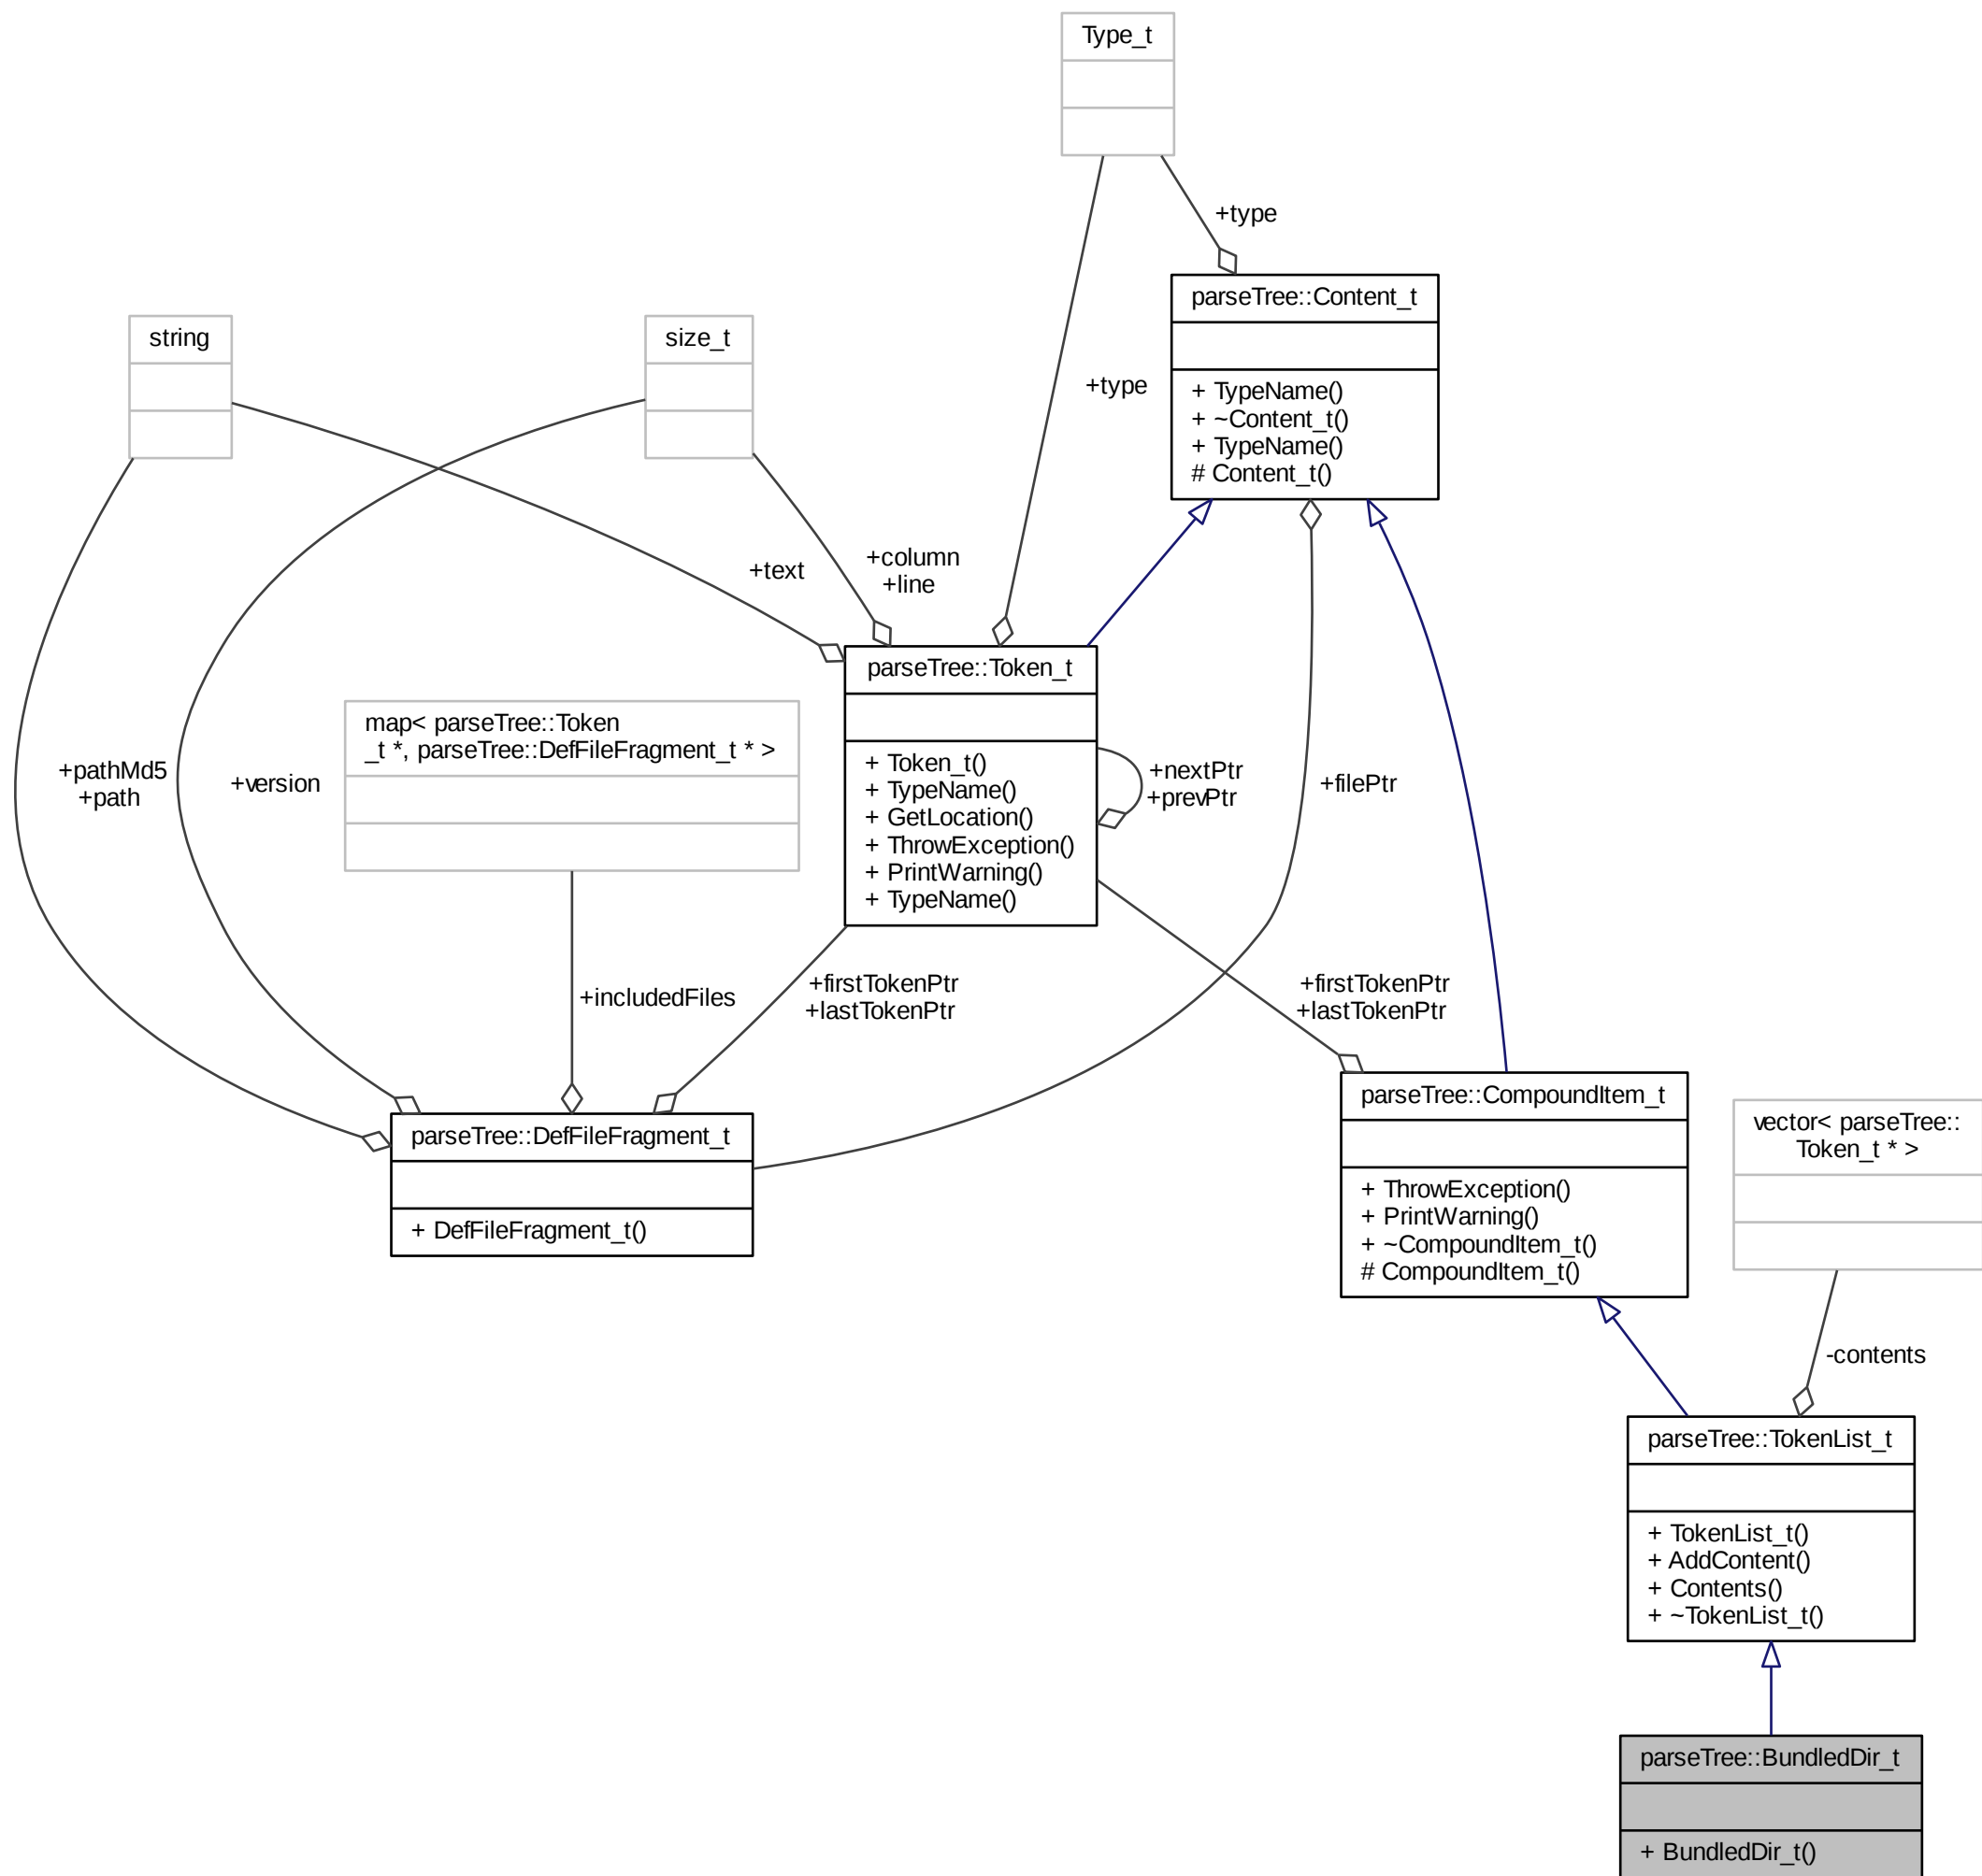 Type_t
+type
parseTree::Content_t
+ TypeName()
+ ~Content_t()
+ TypeName()
# Content_t()
string
size_t
+type
+text
+column
+line
parseTree::Token_t
+ Token_t()
+ TypeName()
+ GetLocation()
+ ThrowException()
+ PrintWarning()
+ TypeName()
map< parseTree::Token
_t *, parseTree::DefFileFragment_t * >
+pathMd5
+path
+version
+nextPtr
+prevPtr
+filePtr
+includedFiles
+firstTokenPtr
+lastTokenPtr
+firstTokenPtr
+lastTokenPtr
parseTree::DefFileFragment_t
+ DefFileFragment_t()
parseTree::CompoundItem_t
+ ThrowException()
+ PrintWarning()
+ ~CompoundItem_t()
# CompoundItem_t()
vector< parseTree::
Token_t * >
-contents
parseTree::TokenList_t
+ TokenList_t()
+ AddContent()
+ Contents()
+ ~TokenList_t()
parseTree::BundledDir_t
+ BundledDir_t()